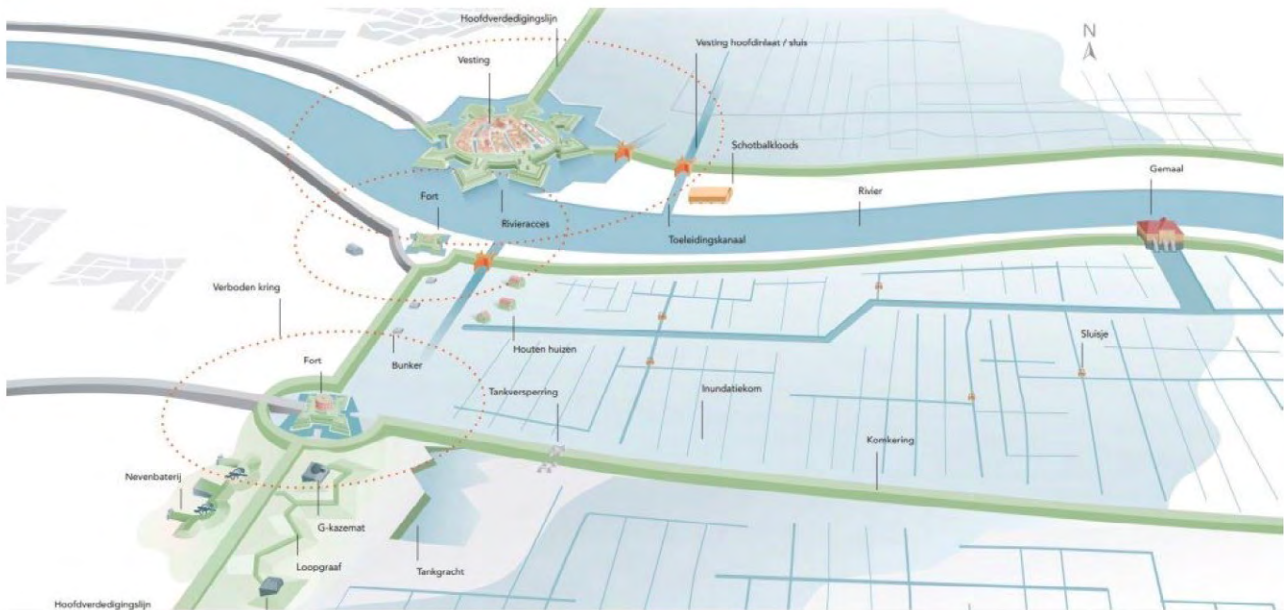 Hoofdverdedigingslijn
N
Vesting hoofdinlaat / sluis
Vesting
Schotbalkloods
Gemaal
Fort
Rivier
Rivieracces
Toeleidingskanaal
Verboden kring
Sluisje
Houten huizen
Fort
Bunker
Tankversperring
Inundatiekom
Komkering
Nevenbaterij
G-kazemat
Loopgraaf
Tankgracht
Hoofdverdedigingslijn